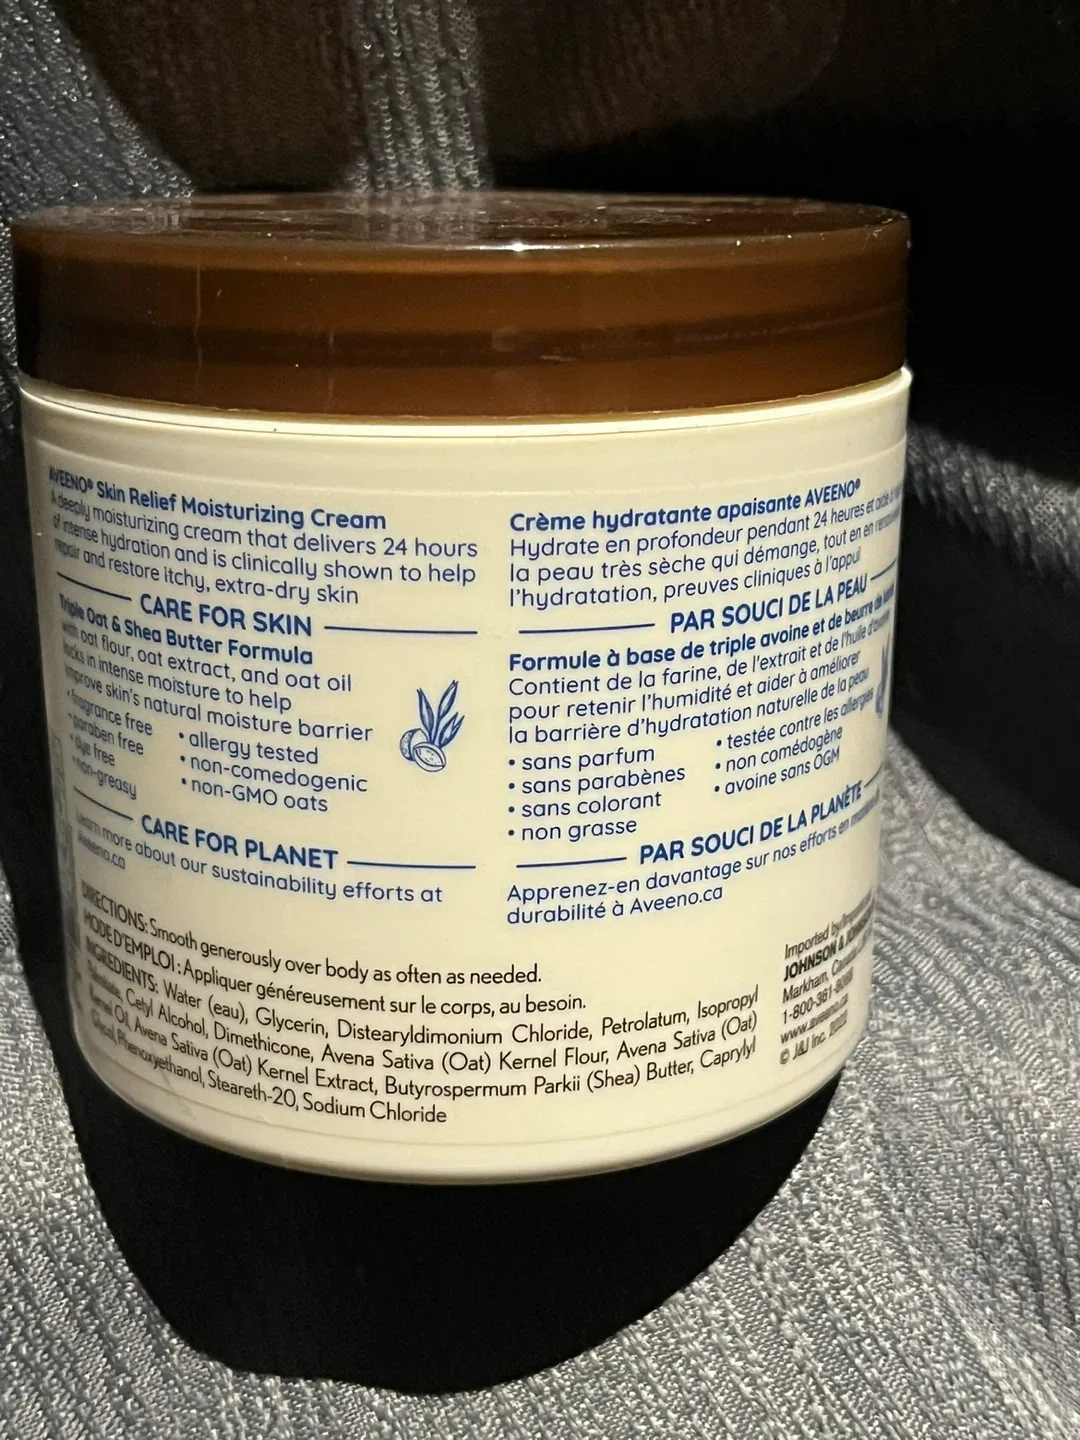 AVEENO® Skin Relief Moisturizing Cream
A deeply moisturizing cream that delivers 24 hours
of intense hydration and is clinically shown to help
repair and restore itchy, extra-dry skin
CARE FOR SKIN
Triple Oat & Shea Butter Formula
with oat flour, oat extract, and oat oil
locks in intense moisture to help
improve skin's natural moisture barrier
• fragrance free
• paraben free
• dye free
• non-greasy
• allergy tested
• non-comedogenic
• non-GMO oats
CARE FOR PLANET
Learn more about our sustainability efforts at
Aveeno.ca
Crème hydratante apaisante AVEENO®
Hydrate en profondeur pendant 24 heures et aide à
la peau très sèche qui démange, tout en en
l'hydratation, preuves cliniques à l'appui
PAR SOUCI DE LA PEAU
Formule à base de triple avoine et de beurre de
Contient de la farine, de l'extrait et de l'huile
pour retenir l'humidité et aider à améliorer
la barrière d'hydratation naturelle de la peau
• sans parfum
• sans parabènes
• sans colorant
• non grasse
• testée contre les allergies
• non comédogène
• avoine sans OGM
PAR SOUCI DE LA PLANÈTE
Apprenez-en davantage sur nos efforts en
durabilité à Aveeno.ca
DIRECTIONS: Smooth generously over body as often as needed.
MODE D'EMPLOI : Appliquer généreusement sur le corps, au besoin.
INGREDIENTS: Water (eau), Glycerin, Distearyldimonium Chloride, Petrolatum, Isopropyl
Palmitate, Cetyl Alcohol, Dimethicone, Avena Sativa (Oat) Kernel Flour, Avena Sativa (Oat)
Kernel Oil, Avena Sativa (Oat) Kernel Extract, Butyrospermum Parkii (Shea) Butter, Caprylyl
Glycol, Phenoxyethanol, Steareth-20, Sodium Chloride
Imported by/
JOHNSON &
Markham,
1-800-361-
www.aveeno.ca
© J&J Inc.